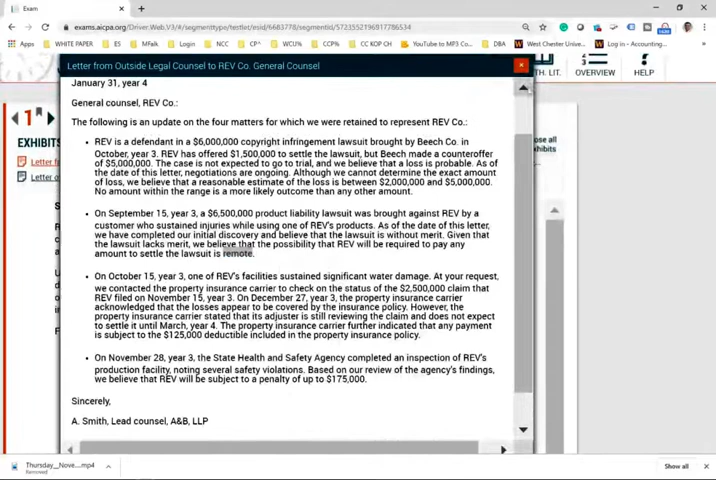 Exam
exams.aicpa.org/Driver.Web.V3/#/segmenttype/testlet/esid/6683778/segmentid/5723552196917786534
Apps WHITE PAPER ES MFalk Login NCC CP^ WCU% CCP% CC KOP CH YouTube to MP3 Co... DBA West Chester Unive... Log in - Accounting...
Letter from Outside Legal Counsel to REV Co. General Counsel
TH. LIT. OVERVIEW HELP
January 31, year 4
1
General counsel, REV Co.:
The following is an update on the four matters for which we were retained to represent REV Co.:
EXHIBITS
Letter f
Letter o
• REV is a defendant in a $6,000,000 copyright infringement lawsuit brought by Beech Co. in
October, year 3. REV has offered $1,500,000 to settle the lawsuit, but Beech made a counteroffer
of $5,000,000. The case is not expected to go to trial, and we believe that a loss is probable. As of
the date of this letter, negotiations are ongoing. Although we cannot determine the exact amount
of loss, we believe that a reasonable estimate of the loss is between $2,000,000 and $5,000,000.
No amount within the range is a more likely outcome than any other amount.
• On September 15, year 3, a $6,500,000 product liability lawsuit was brought against REV by a
customer who sustained injuries while using one of REV's products. As of the date of this letter,
we have completed our initial discovery and believe that the lawsuit is without merit. Given that
the lawsuit lacks merit, we believe that the possibility that REV will be required to pay any
amount to settle the lawsuit is remote.
• On October 15, year 3, one of REV's facilities sustained significant water damage. At your request,
we contacted the property insurance carrier to check on the status of the $2,500,000 claim that
REV filed on November 15, year 3. On December 27, year 3, the property insurance carrier
acknowledged that the losses appear to be covered by the insurance policy. However, the
property insurance carrier stated that its adjuster is still reviewing the claim and does not expect
to settle it until March, year 4. The property insurance carrier further indicated that any payment
is subject to the $125,000 deductible included in the property insurance policy.
• On November 28, year 3, the State Health and Safety Agency completed an inspection of REV's
production facility, noting several safety violations. Based on our review of the agency's findings,
we believe that REV will be subject to a penalty of up to $175,000.
Sincerely,
A. Smith, Lead counsel, A&B, LLP
ose all
xhibits
Thursday__Nove....mp4
Removed
Show all